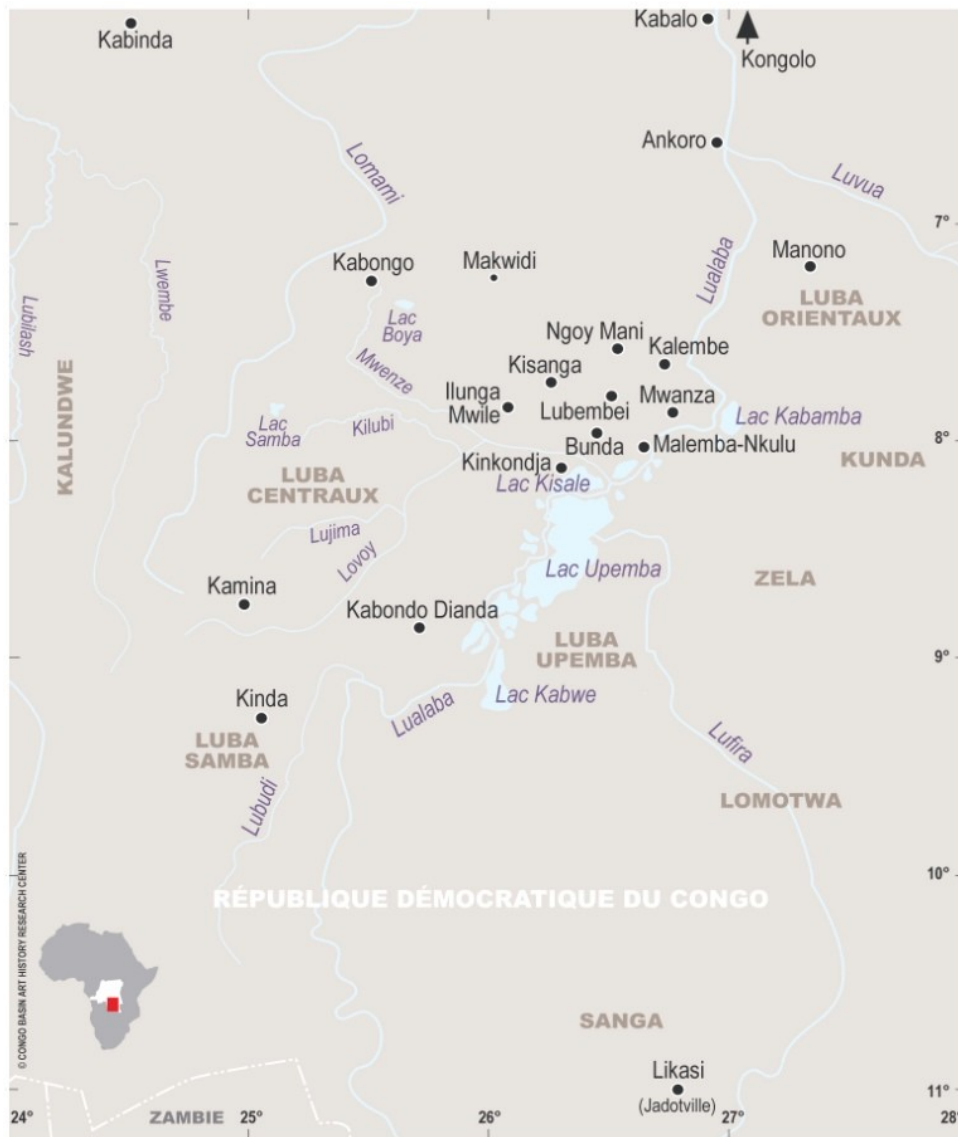 Kabinda
Kabalo
Kongolo
Ankoro
Lomami
Luvua
7°
Lubilash
Lwembe
Kabongo
Makwidi
Lualaba
Manono
LUBA
ORIENTAUX
Lac
Boya
Ngoy Mani
Kalembe
Kisanga
Mwenze
Ilunga
Mwile
Lubembei
Mwanza
Lac Kabamba
KALUNDWE
Lac
Samba
Kilubi
Bunda
Malemba-Nkulu
8°
Kinkondja
KUNDA
LUBA
CENTRAUX
Lac Kisale
Lujima
Lovoy
Lac Upemba
ZELA
Kamina
Kabondo Dianda
LUBA
UPEMBA
9°
Kinda
Lualaba
Lac Kabwe
LUBA
SAMBA
Lufira
Lubudi
LOMOTWA
10°
RÉPUBLIQUE DÉMOCRATIQUE DU CONGO
© CONGO BASIN ART HISTORY RESEARCH CENTER
SANGA
Likasi
(Jadotville)
11°
24°
ZAMBIE
25°
26°
27°
28°